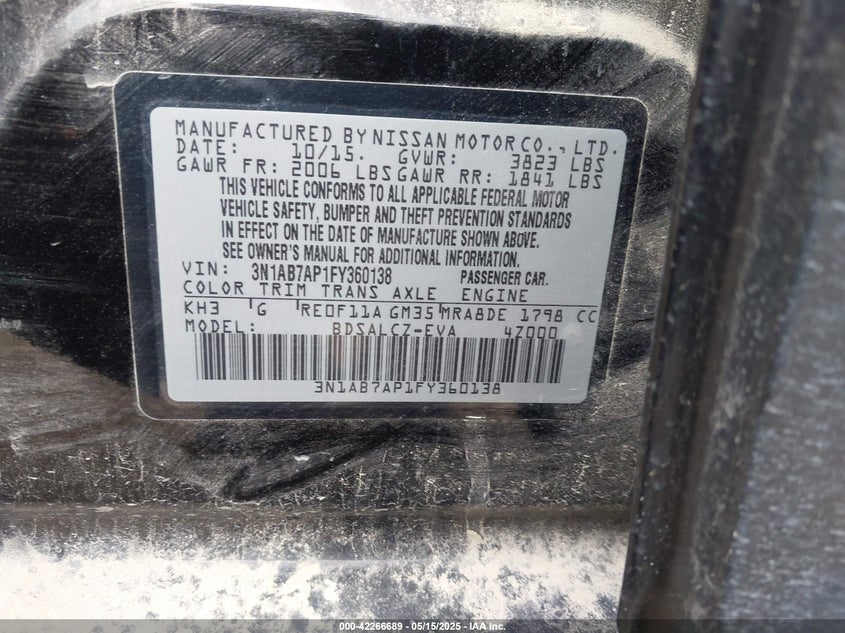 MANUFACTURED BY NISSAN MOTOR CO., LTD.
DATE: 10/15. GVWR: 3823 LBS
GAWR FR: 2006 LBS GAWR RR: 1841 LBS
THIS VEHICLE CONFORMS TO ALL APPLICABLE FEDERAL MOTOR
VEHICLE SAFETY, BUMPER AND THEFT PREVENTION STANDARDS
IN EFFECT ON THE DATE OF MANUFACTURE SHOWN ABOVE.
SEE OWNER'S MANUAL FOR ADDITIONAL INFORMATION.
VIN: 3N1AB7AP1FY360138 PASSENGER CAR.
COLOR TRIM TRANS AXLE ENGINE
KH3 G RE0F11A GM35 MRA8DE 1798 CC
MODEL: BDSALCZ-EVA 4Z000
3N1AB7AP1FY360138
000-42266689 - 05/15/2025 - IAA Inc.